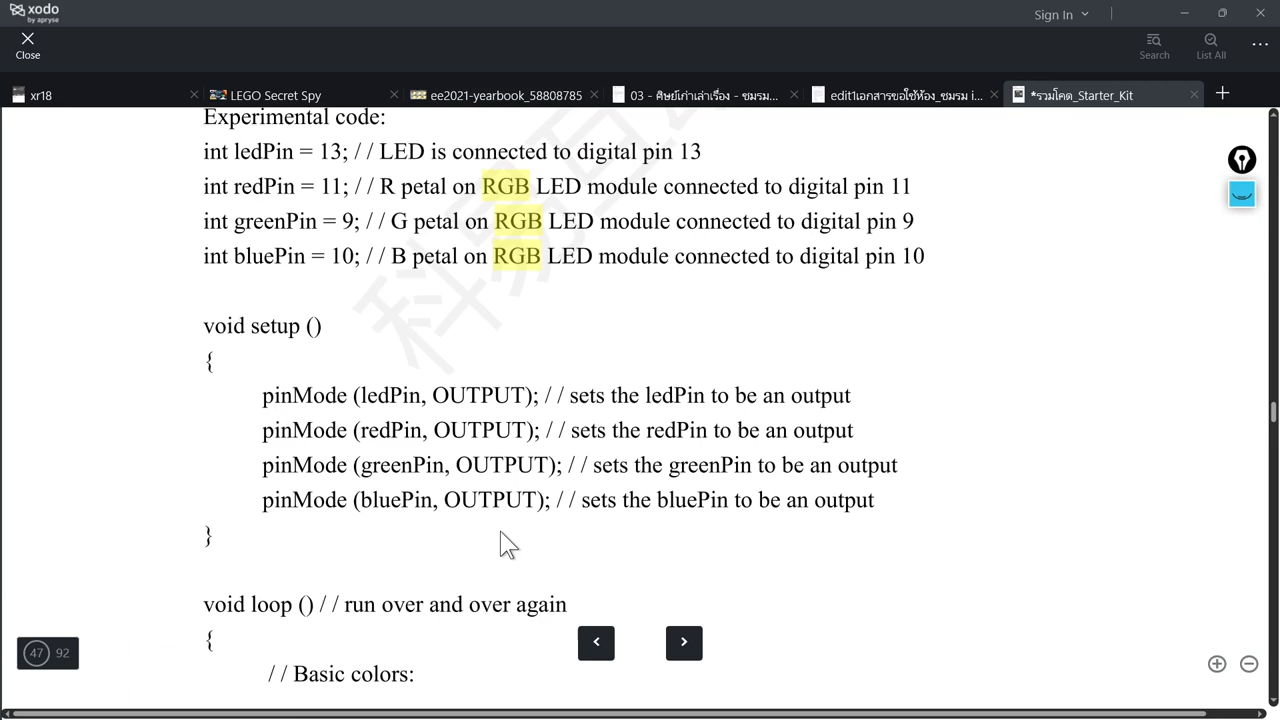 xodo
by apryse
Sign In
Close
Search
List All
xr18
LEGO Secret Spy
ee2021-yearbook_58808785
03 - ศิษย์เก่าเล่าเรื่อง - ชมรม...
edit1เอกสารขอใช้ห้อง_ชมรม i...
*รวมโคด_Starter_Kit
Experimental code:
int ledPin = 13; / / LED is connected to digital pin 13
int redPin = 11; / / R petal on RGB LED module connected to digital pin 11
int greenPin = 9; / / G petal on RGB LED module connected to digital pin 9
int bluePin = 10; / / B petal on RGB LED module connected to digital pin 10
科易互
void setup ()
{
pinMode (ledPin, OUTPUT); / / sets the ledPin to be an output
pinMode (redPin, OUTPUT); / / sets the redPin to be an output
pinMode (greenPin, OUTPUT); / / sets the greenPin to be an output
pinMode (bluePin, OUTPUT); / / sets the bluePin to be an output
}
void loop () / / run over and over again
{
/ / Basic colors:
47 92